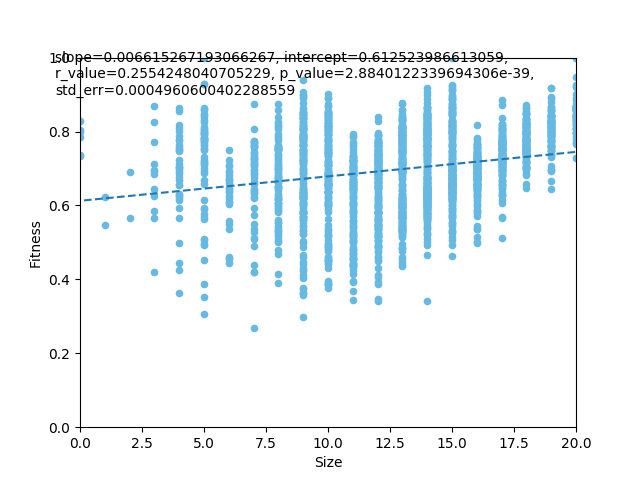 slope=0.006615267193066267, intercept=0.612523986613059,
r_value=0.2554248040705229, p_value=2.8840122339694306e-39,
std_err=0.0004960600402288559
1.0
0.8
0.6
0.4
0.2
0.0
Fitness
0.0 2.5 5.0 7.5 10.0 12.5 15.0 17.5 20.0
Size